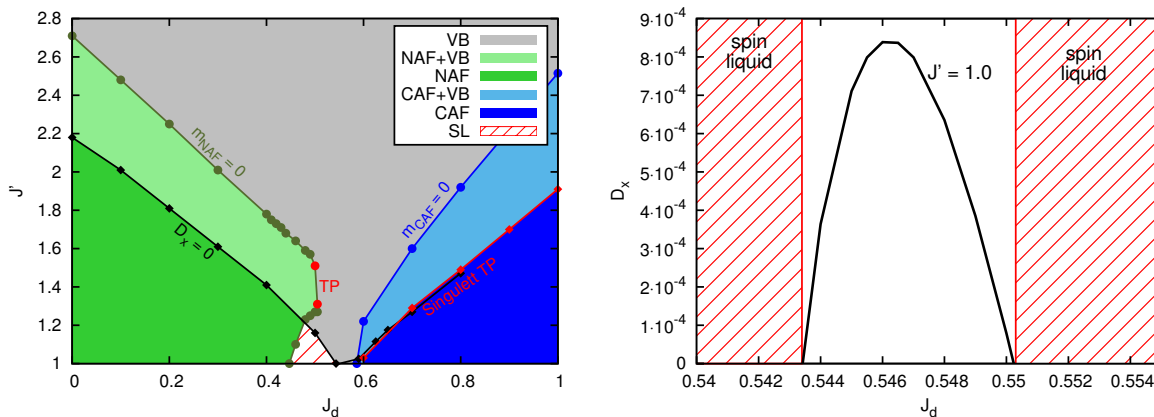 2.8
2.6
2.4
2.2
2
1.8
1.6
1.4
1.2
1
J'
0 0.2 0.4 0.6 0.8 1
J_d
VB
NAF+VB
NAF
CAF+VB
CAF
SL
m_NAF = 0
D_x = 0
TP
m_CAF = 0
Singulett TP
9·10^-4
8·10^-4
7·10^-4
6·10^-4
5·10^-4
4·10^-4
3·10^-4
2·10^-4
1·10^-4
0
D_x
spin
liquid
J' = 1.0
spin
liquid
0.54 0.542 0.544 0.546 0.548 0.55 0.552 0.554
J_d